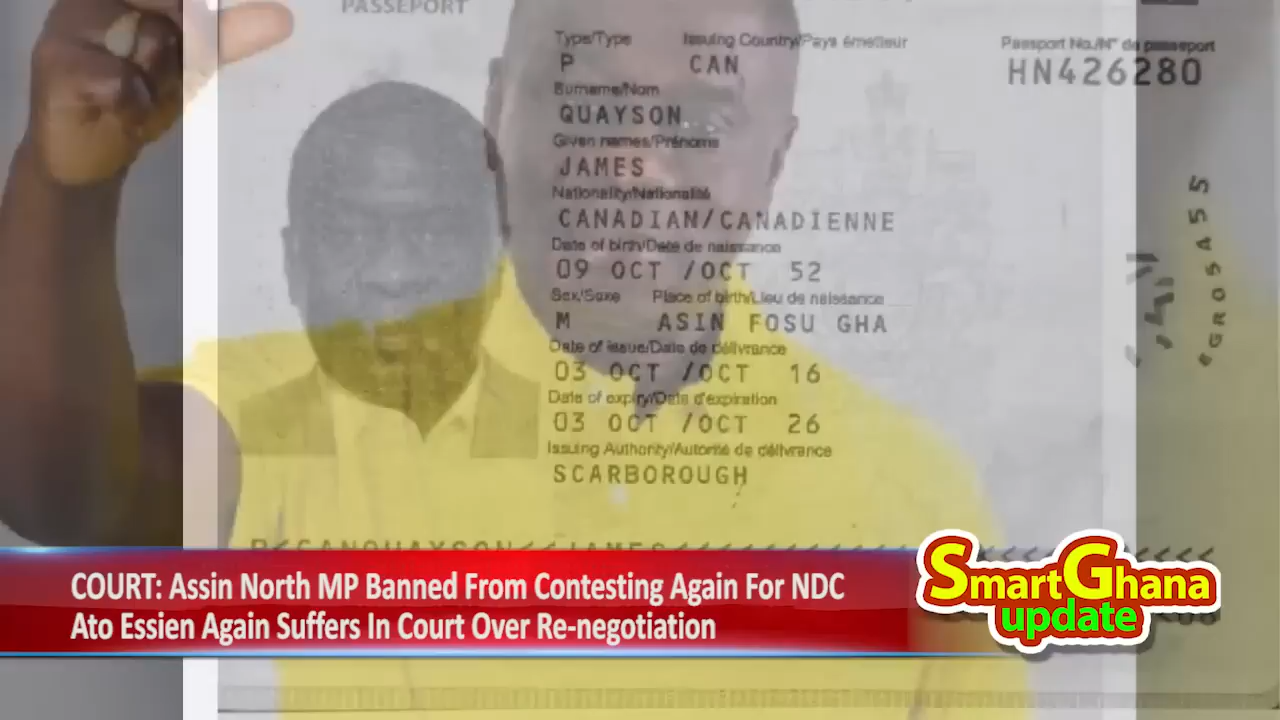 PASSEPORT
Type/Type Issuing Country/Pays émetteur Passport No./N° de passeport
P CAN HN426280
Surname/Nom
QUAYSON
Given names/Prénoms
JAMES
Nationality/Nationalité
CANADIAN/CANADIENNE
Date of birth/Date de naissance
09 OCT /OCT 52
Sex/Sexe Place of birth/Lieu de naissance
M ASIN FOSU GHA
Date of issue/Date de délivrance
03 OCT /OCT 16
Date of expiry/Date d'expiration
03 OCT /OCT 26
Issuing Authority/Autorité de délivrance
SCARBOROUGH
P<CANQUAYSON<<JAMES<<<<<<<<<
COURT: Assin North MP Banned From Contesting Again For NDC
Ato Essien Again Suffers In Court Over Re-negotiation
SmartGhana
update